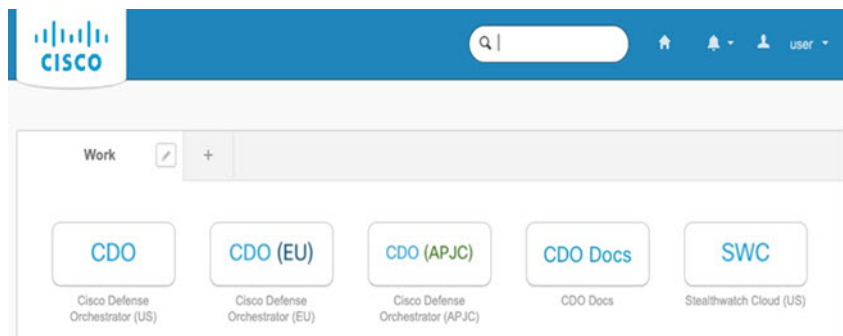 CISCO
user
Work
+
CDO
CDO (EU)
CDO (APJC)
CDO Docs
SWC
Cisco Defense
Orchestrator (US)
Cisco Defense
Orchestrator (EU)
Cisco Defense
Orchestrator (APJC)
CDO Docs
Stealthwatch Cloud (US)